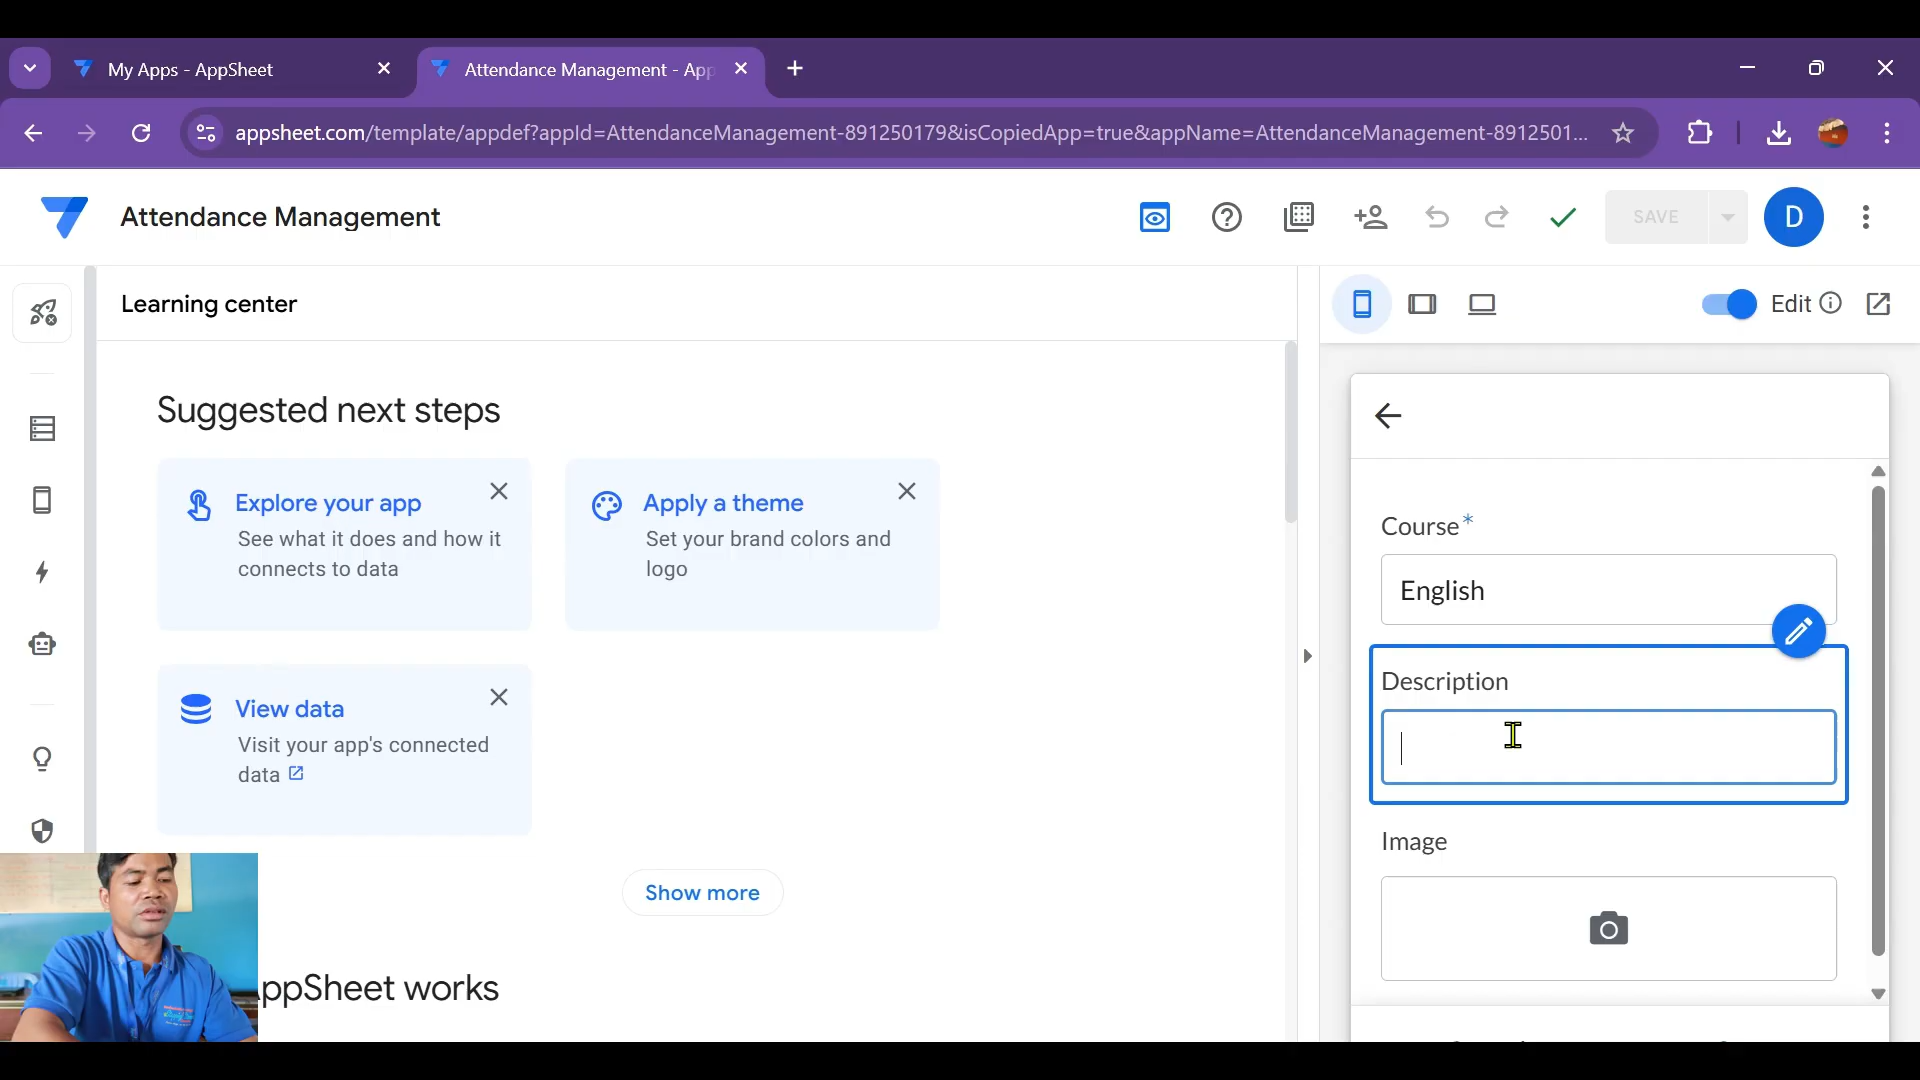 My Apps - AppSheet
Attendance Management - App
appsheet.com/template/appdef?appId=AttendanceManagement-891250179&isCopiedApp=true&appName=AttendanceManagement-8912501...
Attendance Management
SAVE
D
Learning center
Edit
Suggested next steps
Explore your app
See what it does and how it
connects to data
Apply a theme
Set your brand colors and
logo
View data
Visit your app's connected
data
Show more
ppSheet works
Course*
English
Description
Image